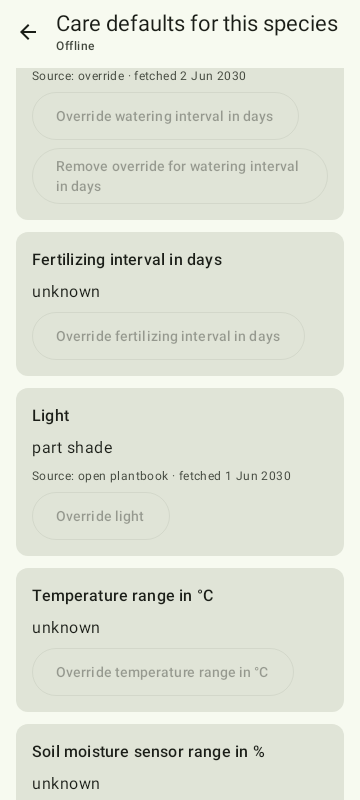 Care defaults for this species
Offline
Source: override · fetched 2 Jun 2030
Override watering interval in days
Remove override for watering interval
in days
Fertilizing interval in days
unknown
Override fertilizing interval in days
Light
part shade
Source: open plantbook · fetched 1 Jun 2030
Override light
Temperature range in °C
unknown
Override temperature range in °C
Soil moisture sensor range in %
unknown